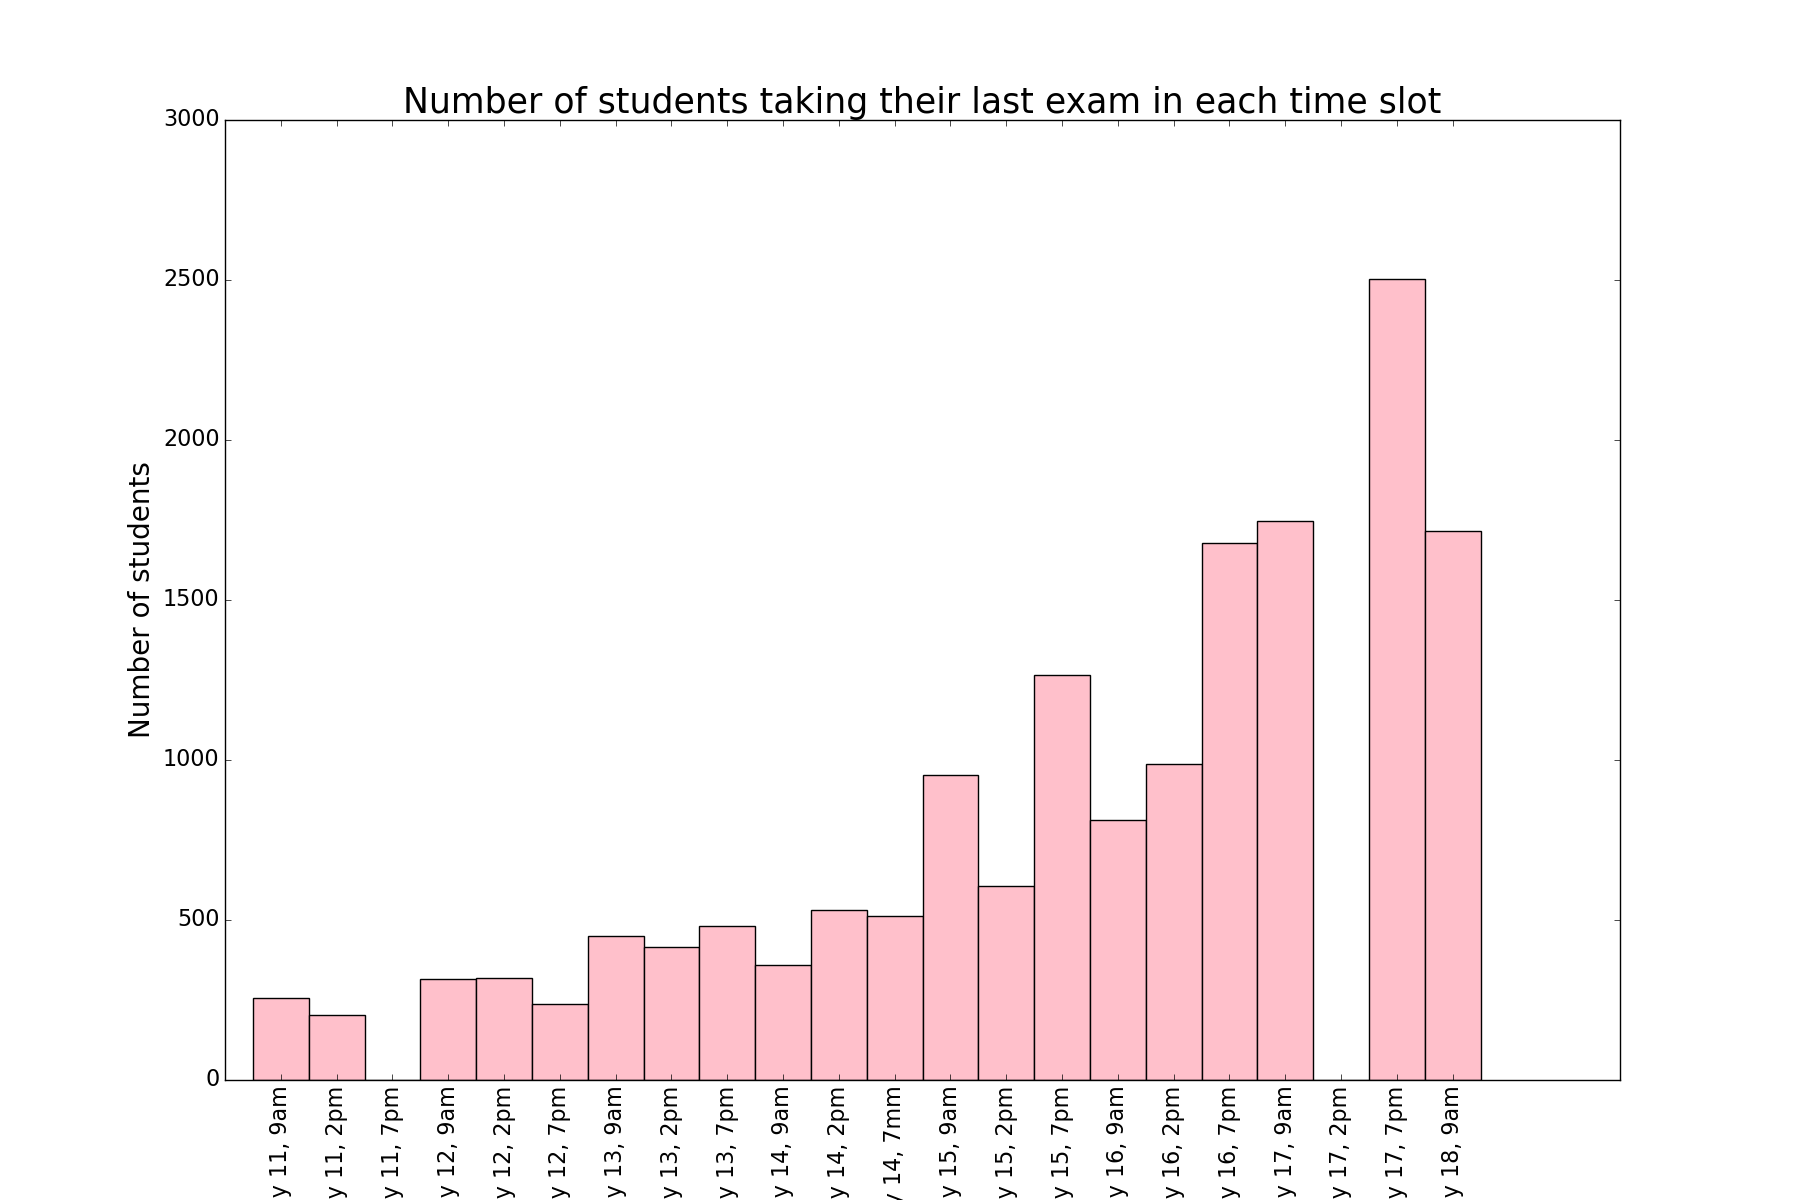 Number of students taking their last exam in each time slot
Number of students
3000
2500
2000
1500
1000
500
0
y 11, 9am
y 11, 2pm
y 11, 7pm
y 12, 9am
y 12, 2pm
y 12, 7pm
y 13, 9am
y 13, 2pm
y 13, 7pm
y 14, 9am
y 14, 2pm
y 14, 7mm
y 15, 9am
y 15, 2pm
y 15, 7pm
y 16, 9am
y 16, 2pm
y 16, 7pm
y 17, 9am
y 17, 2pm
y 17, 7pm
y 18, 9am